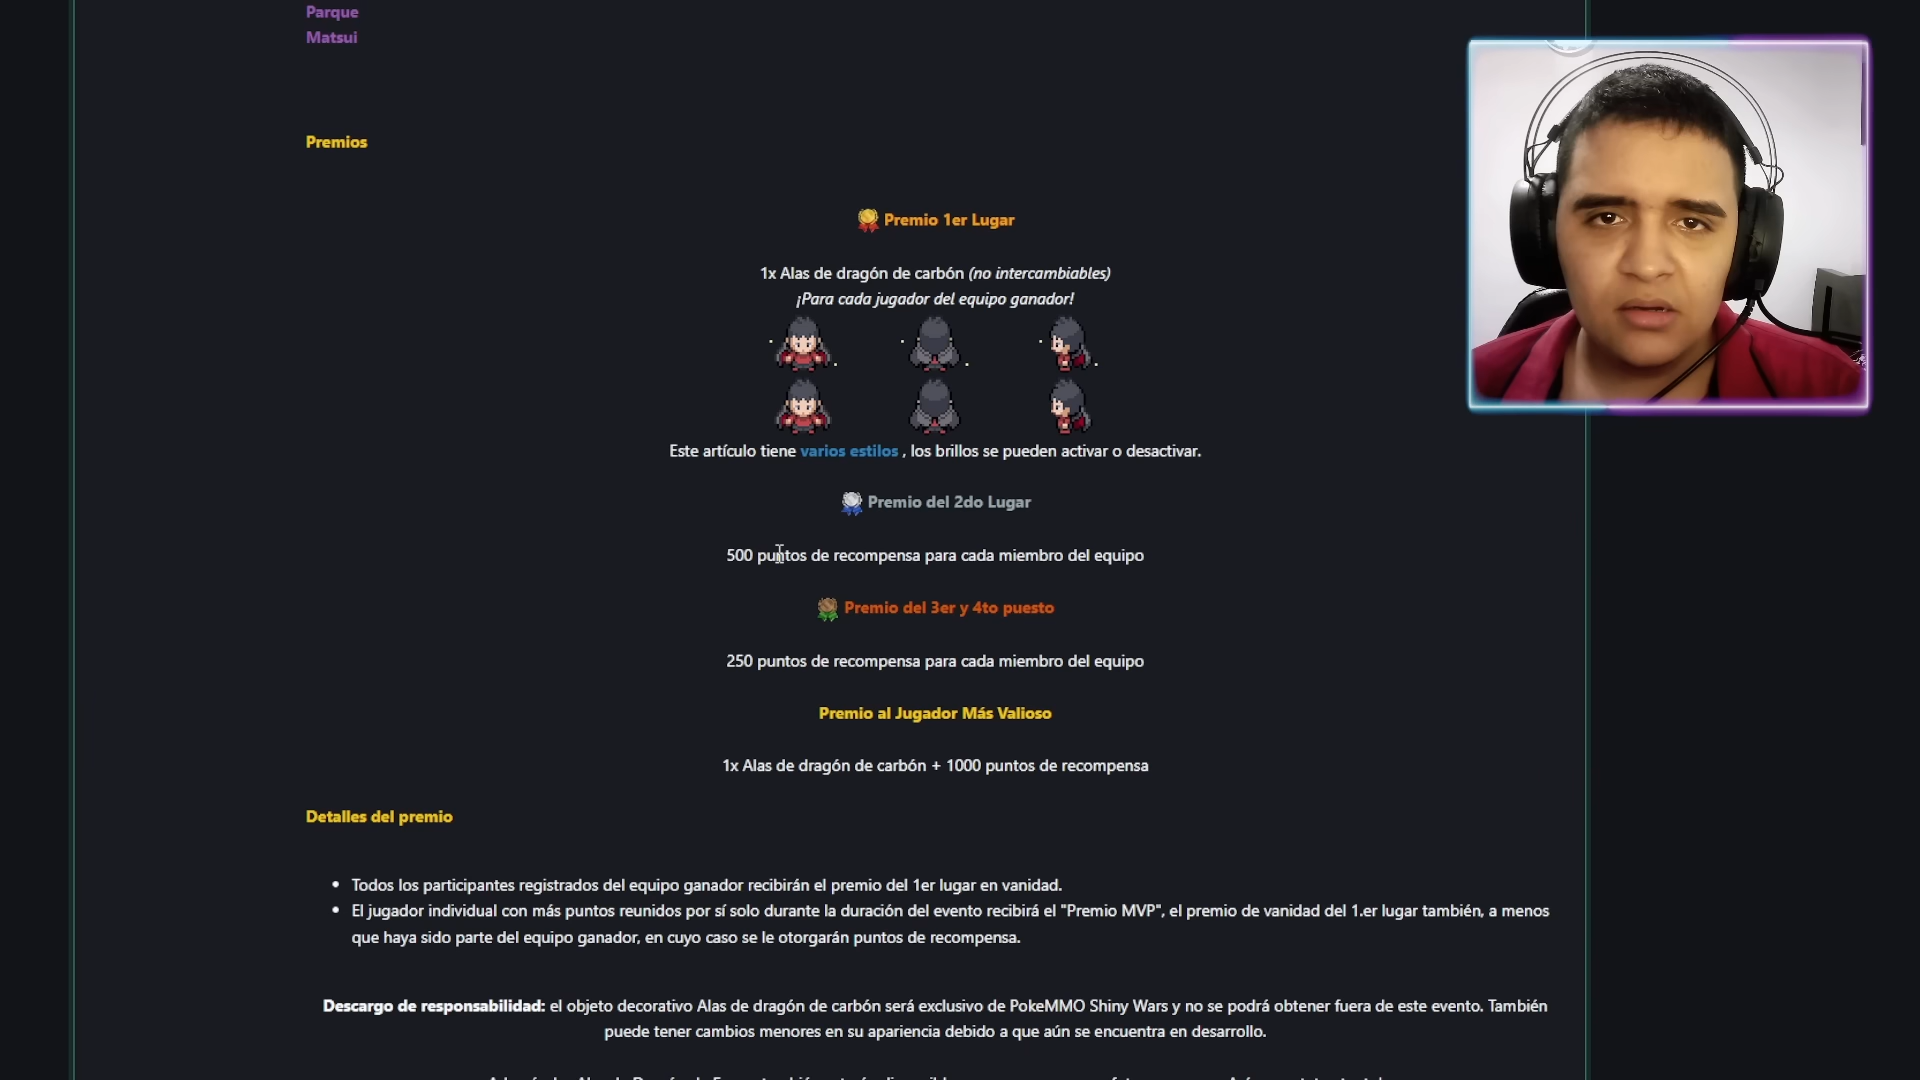 Parque
Matsui
Premios
Premio 1er Lugar
1x Alas de dragón de carbón (no intercambiables)
¡Para cada jugador del equipo ganador!
Este artículo tiene varios estilos , los brillos se pueden activar o desactivar.
Premio del 2do Lugar
500 puntos de recompensa para cada miembro del equipo
Premio del 3er y 4to puesto
250 puntos de recompensa para cada miembro del equipo
Premio al Jugador Más Valioso
1x Alas de dragón de carbón + 1000 puntos de recompensa
Detalles del premio
• Todos los participantes registrados del equipo ganador recibirán el premio del 1er lugar en vanidad.
• El jugador individual con más puntos reunidos por sí solo durante la duración del evento recibirá el "Premio MVP", el premio de vanidad del 1.er lugar también, a menos
que haya sido parte del equipo ganador, en cuyo caso se le otorgarán puntos de recompensa.
Descargo de responsabilidad: el objeto decorativo Alas de dragón de carbón será exclusivo de PokeMMO Shiny Wars y no se podrá obtener fuera de este evento. También
puede tener cambios menores en su apariencia debido a que aún se encuentra en desarrollo.